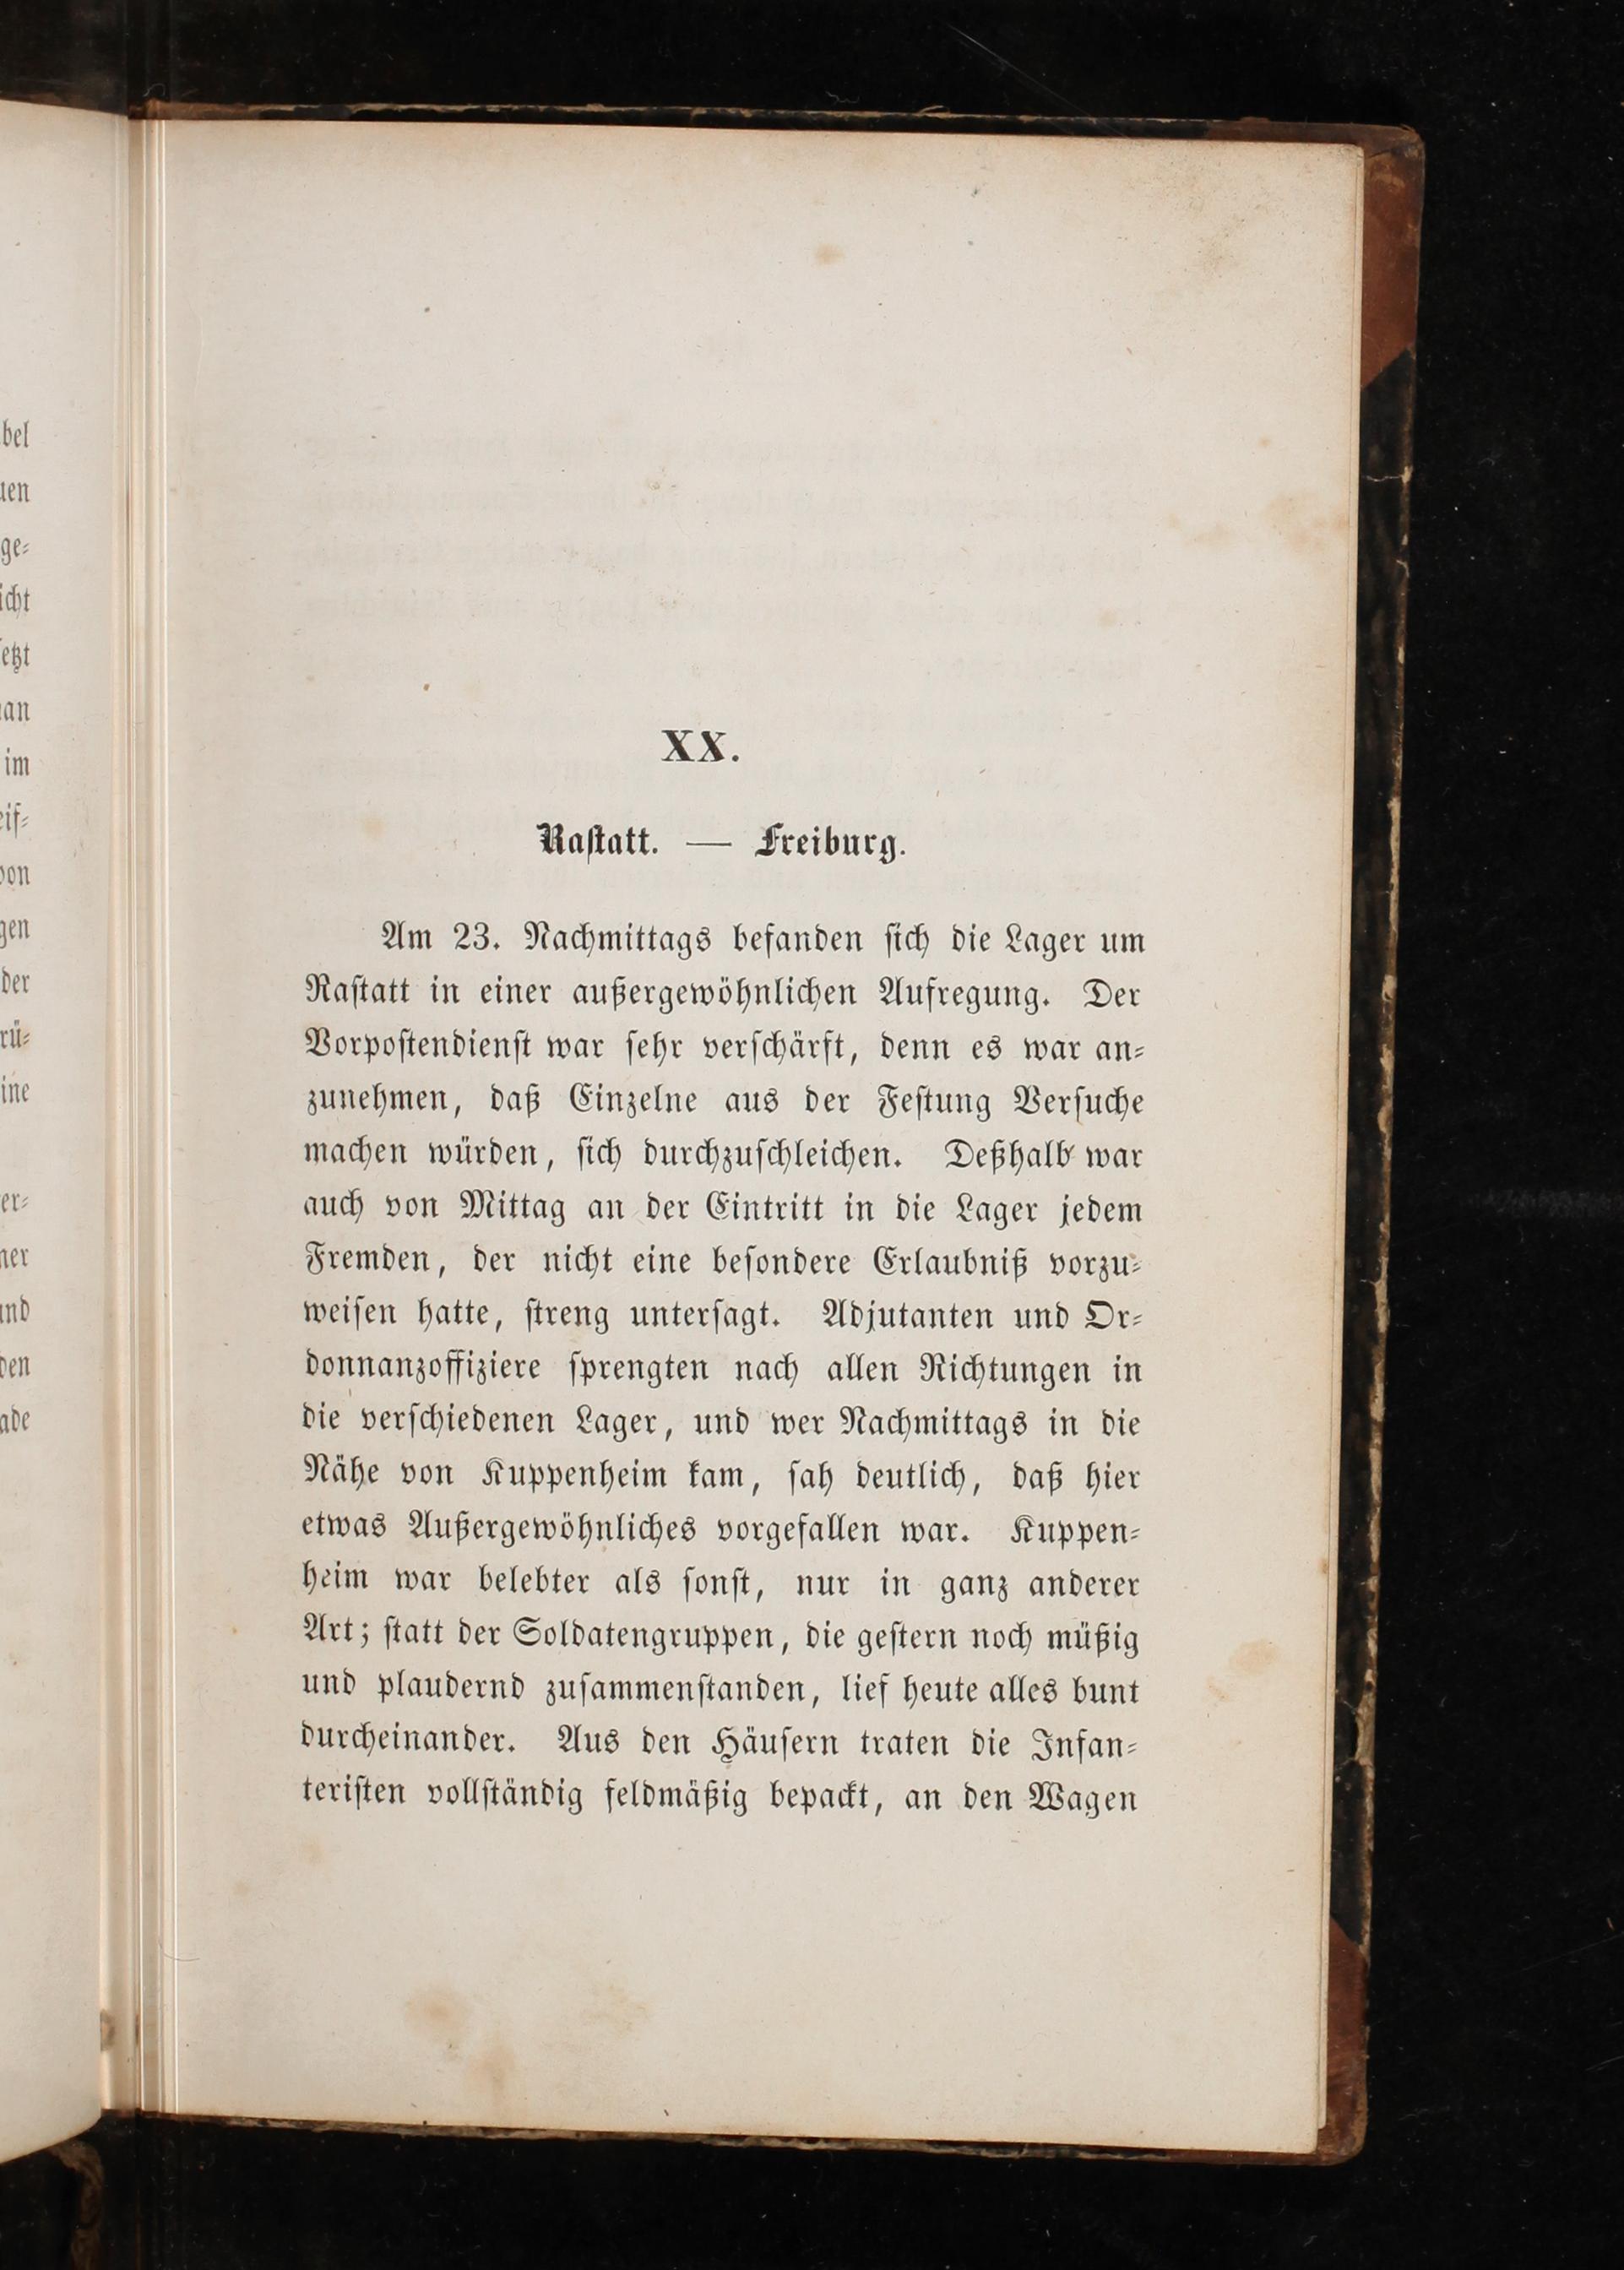 XX.
Raſtatt. — Freiburg.
Am 23. Nachmittags befanden ſich die Lager um
Raſtatt in einer außergewöhnlichen Aufregung. Der
Vorpoſtendienſt war ſehr verſchärft, denn es war an⸗
zunehmen, daß Einzelne aus der Feſtung Verſuche
machen würden, ſich durchzuſchleichen. Deßhalb war
auch von Mittag an der Eintritt in die Lager jedem
Fremden, der nicht eine beſondere Erlaubniß vorzu⸗
weiſen hatte, ſtreng unterſagt. Adjutanten und Or⸗
donnanzoffiziere ſprengten nach allen Richtungen in
die verſchiedenen Lager, und wer Nachmittags in die
Nähe von Kuppenheim kam, ſah deutlich, daß hier
etwas Außergewöhnliches vorgefallen war. Kuppen⸗
heim war belebter als ſonſt, nur in ganz anderer
Art; ſtatt der Soldatengruppen, die geſtern noch müßig
und plaudernd zuſammenſtanden, lief heute alles bunt
durcheinander. Aus den Häuſern traten die Infan⸗
teriſten vollſtändig feldmäßig bepackt, an den Wagen